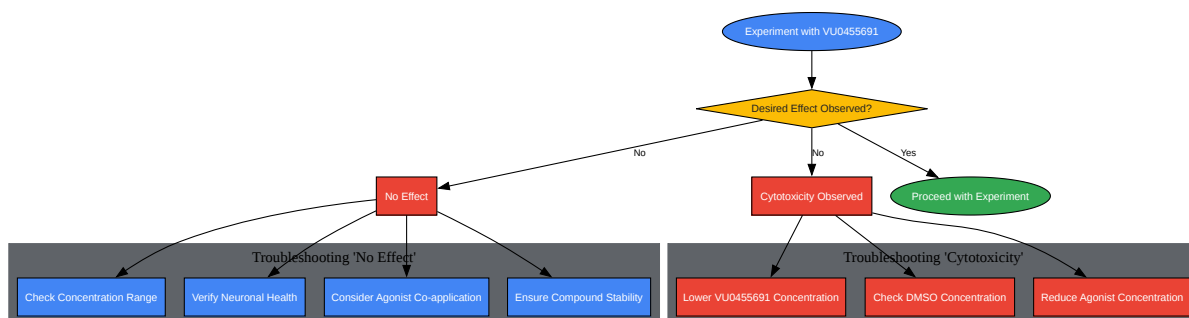 Experiment with VU0455691
Desired Effect Observed?
No
No
Yes
No Effect
Cytotoxicity Observed
Proceed with Experiment
Troubleshooting 'No Effect'
Troubleshooting 'Cytotoxicity'
Check Concentration Range
Verify Neuronal Health
Consider Agonist Co-application
Ensure Compound Stability
Lower VU0455691 Concentration
Check DMSO Concentration
Reduce Agonist Concentration